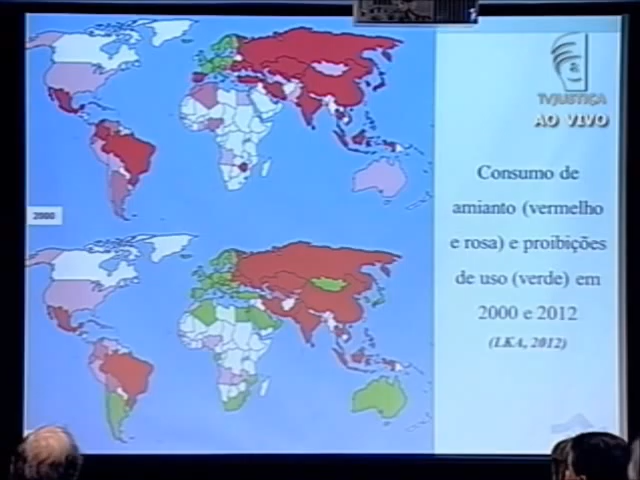 TVJUSTIÇA
AO VIVO
Consumo de
amianto (vermelho
e rosa) e proibições
de uso (verde) em
2000 e 2012
(LKA, 2012)
2000